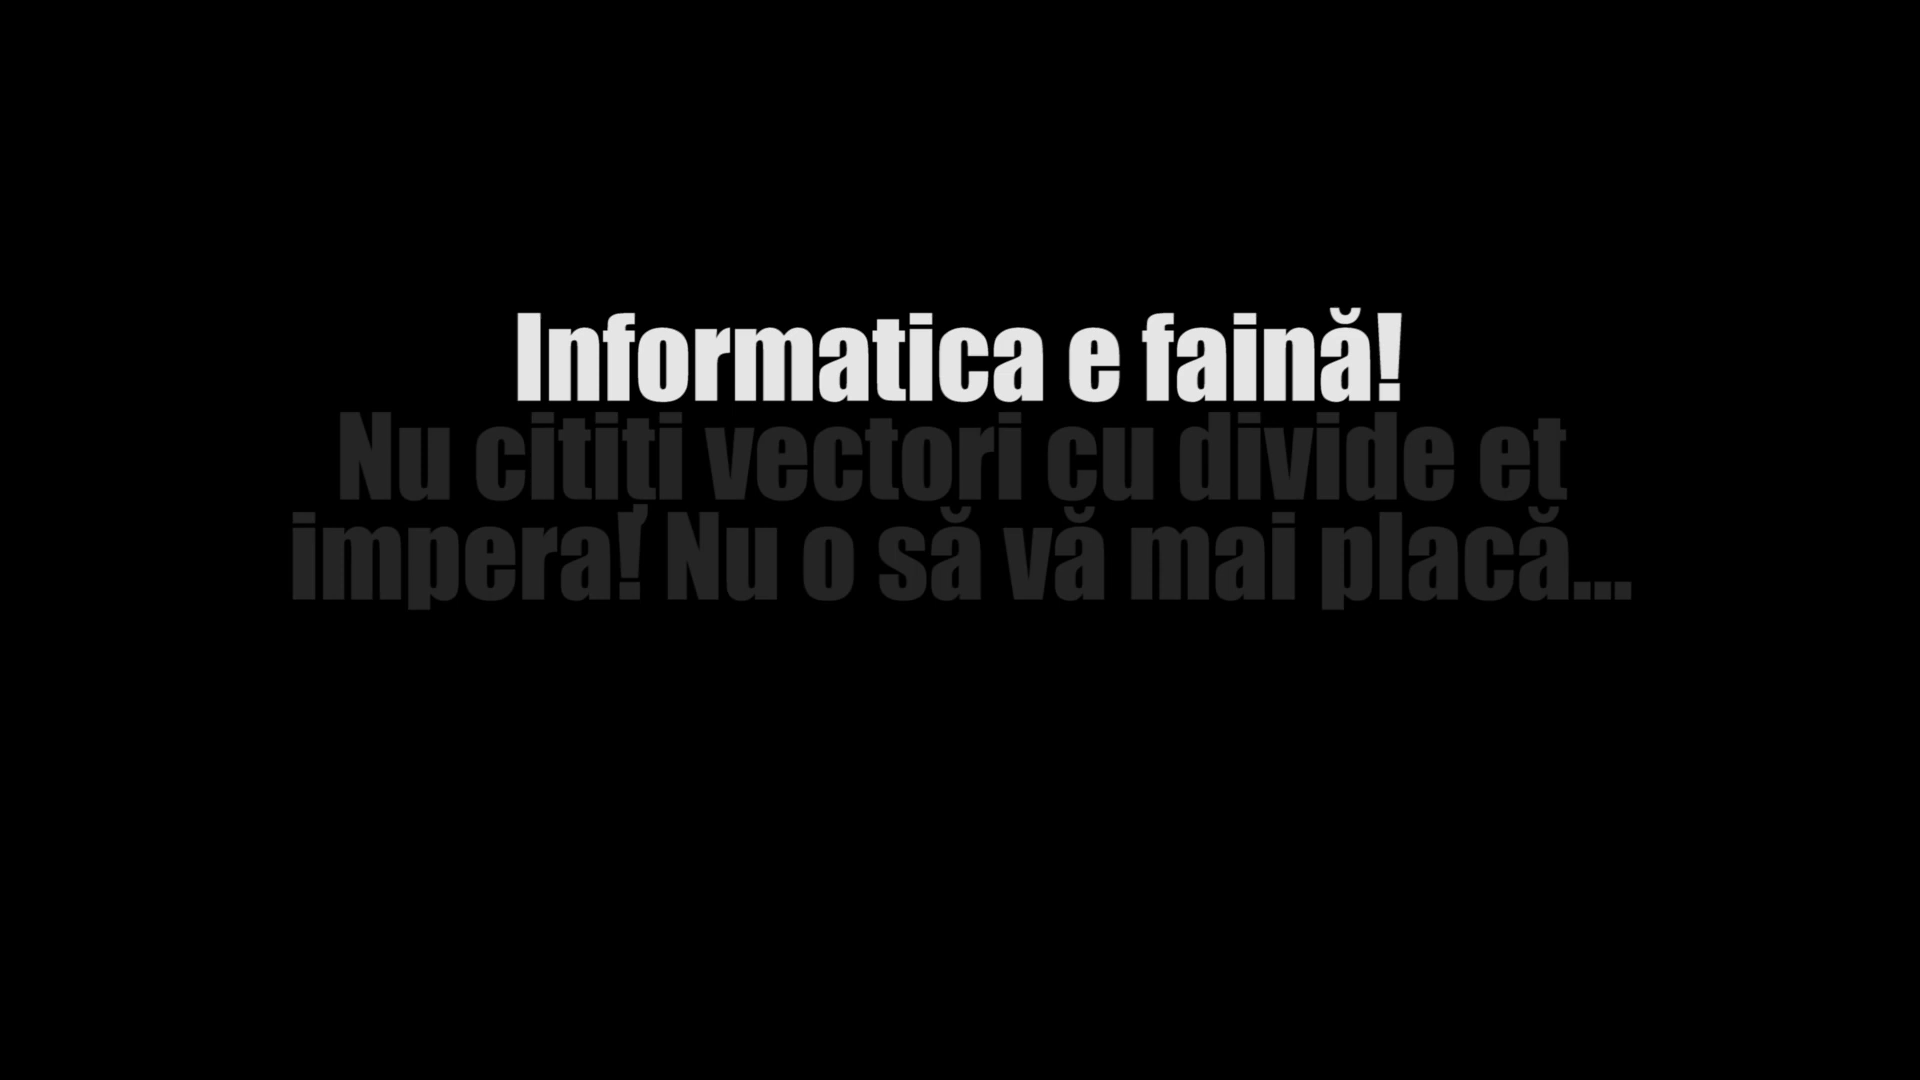 Informatica e faină!
Nu citiți vectori cu divide et
impera! Nu o să vă mai placă...